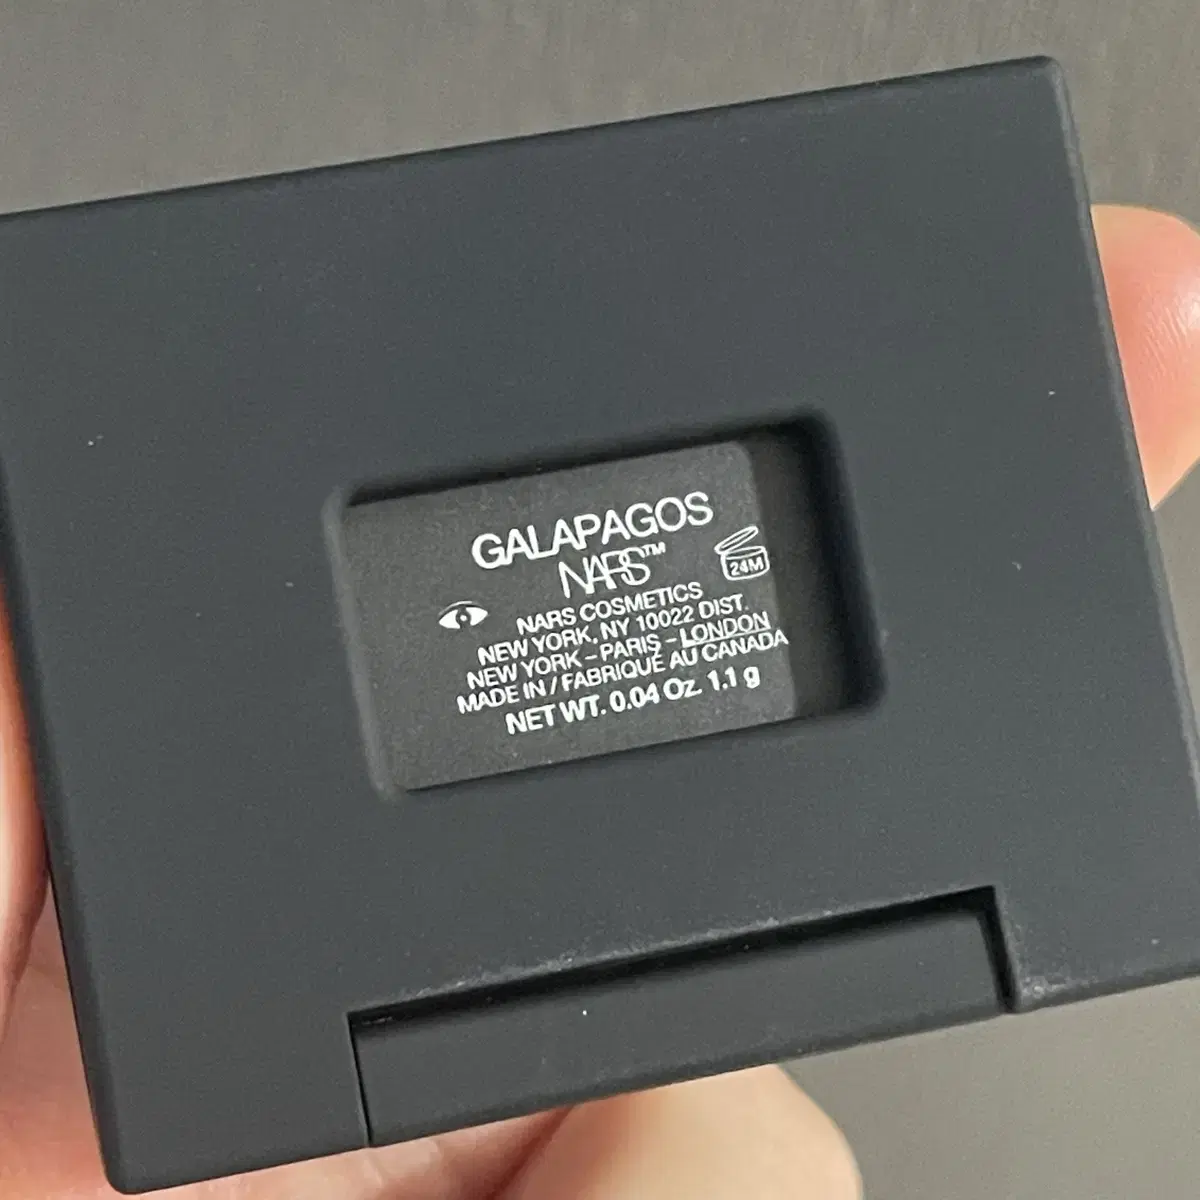 GALAPAGOS
NARS™
24M
NARS COSMETICS
NEW YORK, NY 10022 DIST.
NEW YORK – PARIS – LONDON
MADE IN / FABRIQUÉ AU CANADA
NET WT. 0.04 Oz. 1.1 g